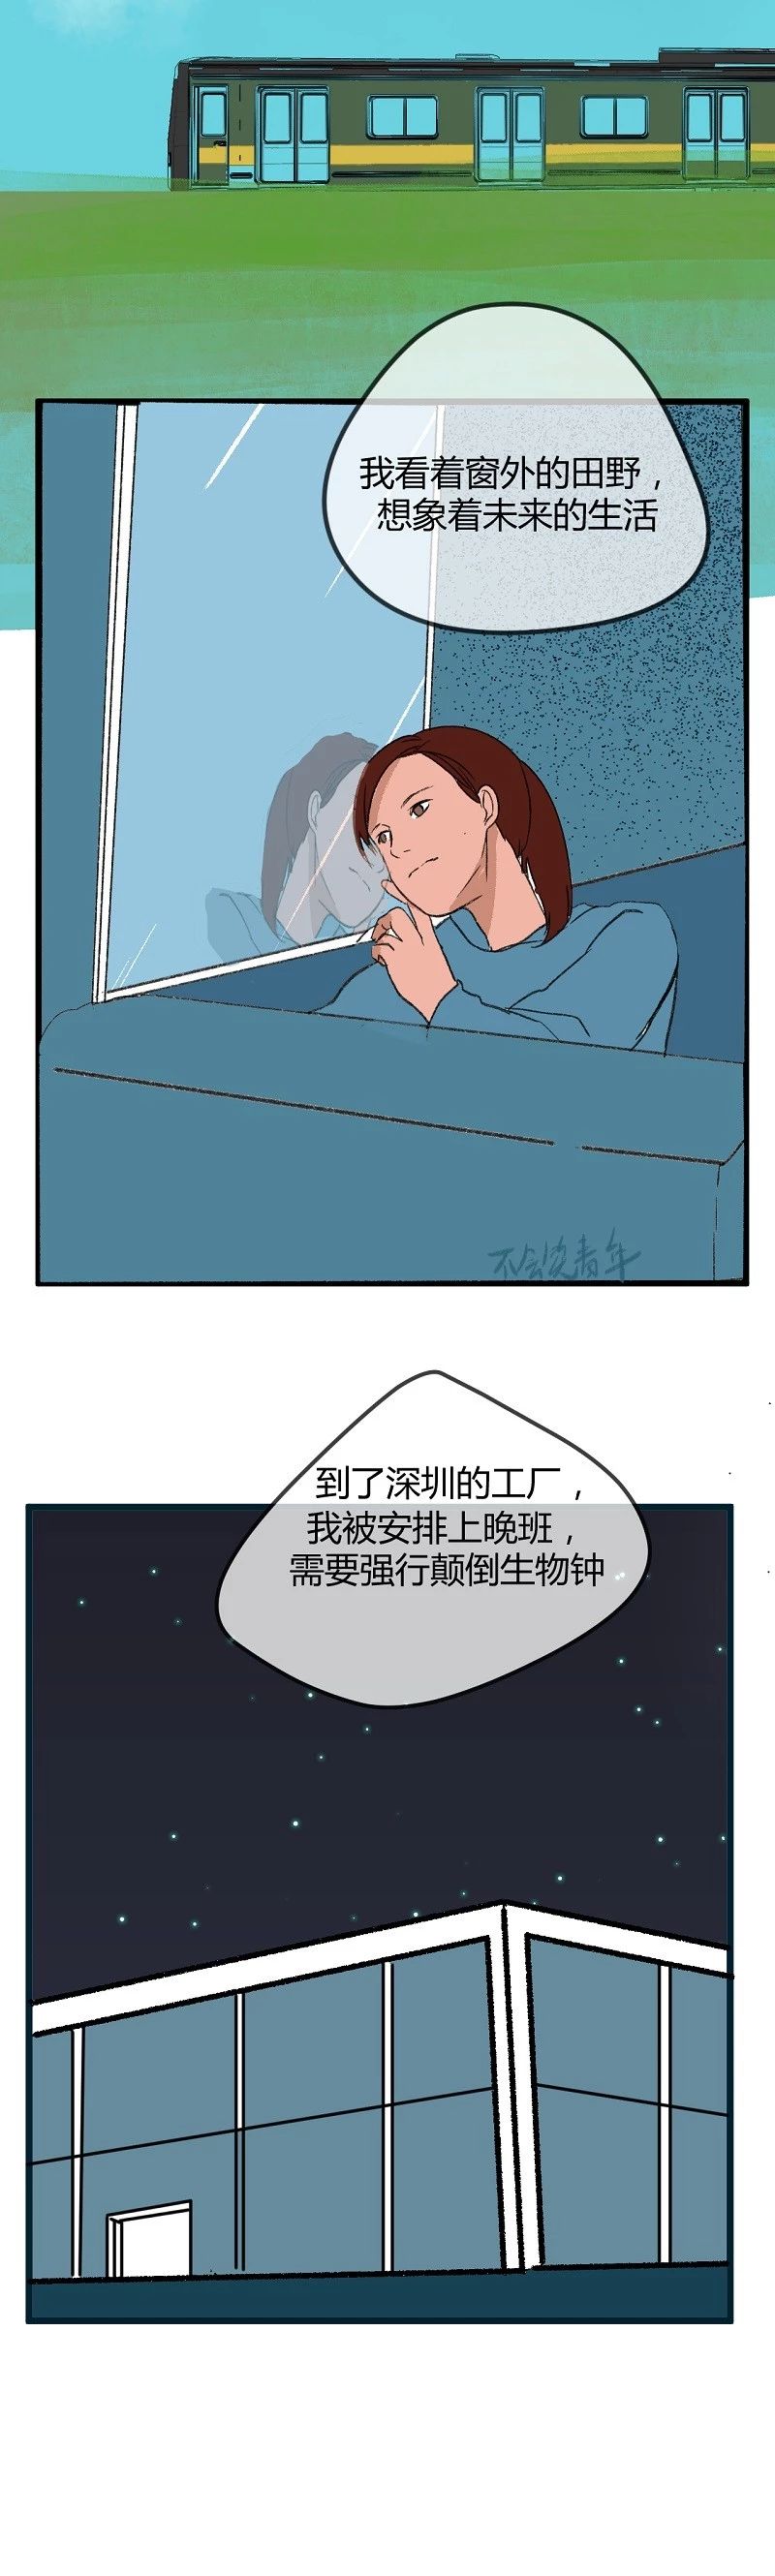 我看着窗外的田野，
想象着未来的生活
不会说青年
到了深圳的工厂，
我被安排上晚班，
需要强行颠倒生物钟